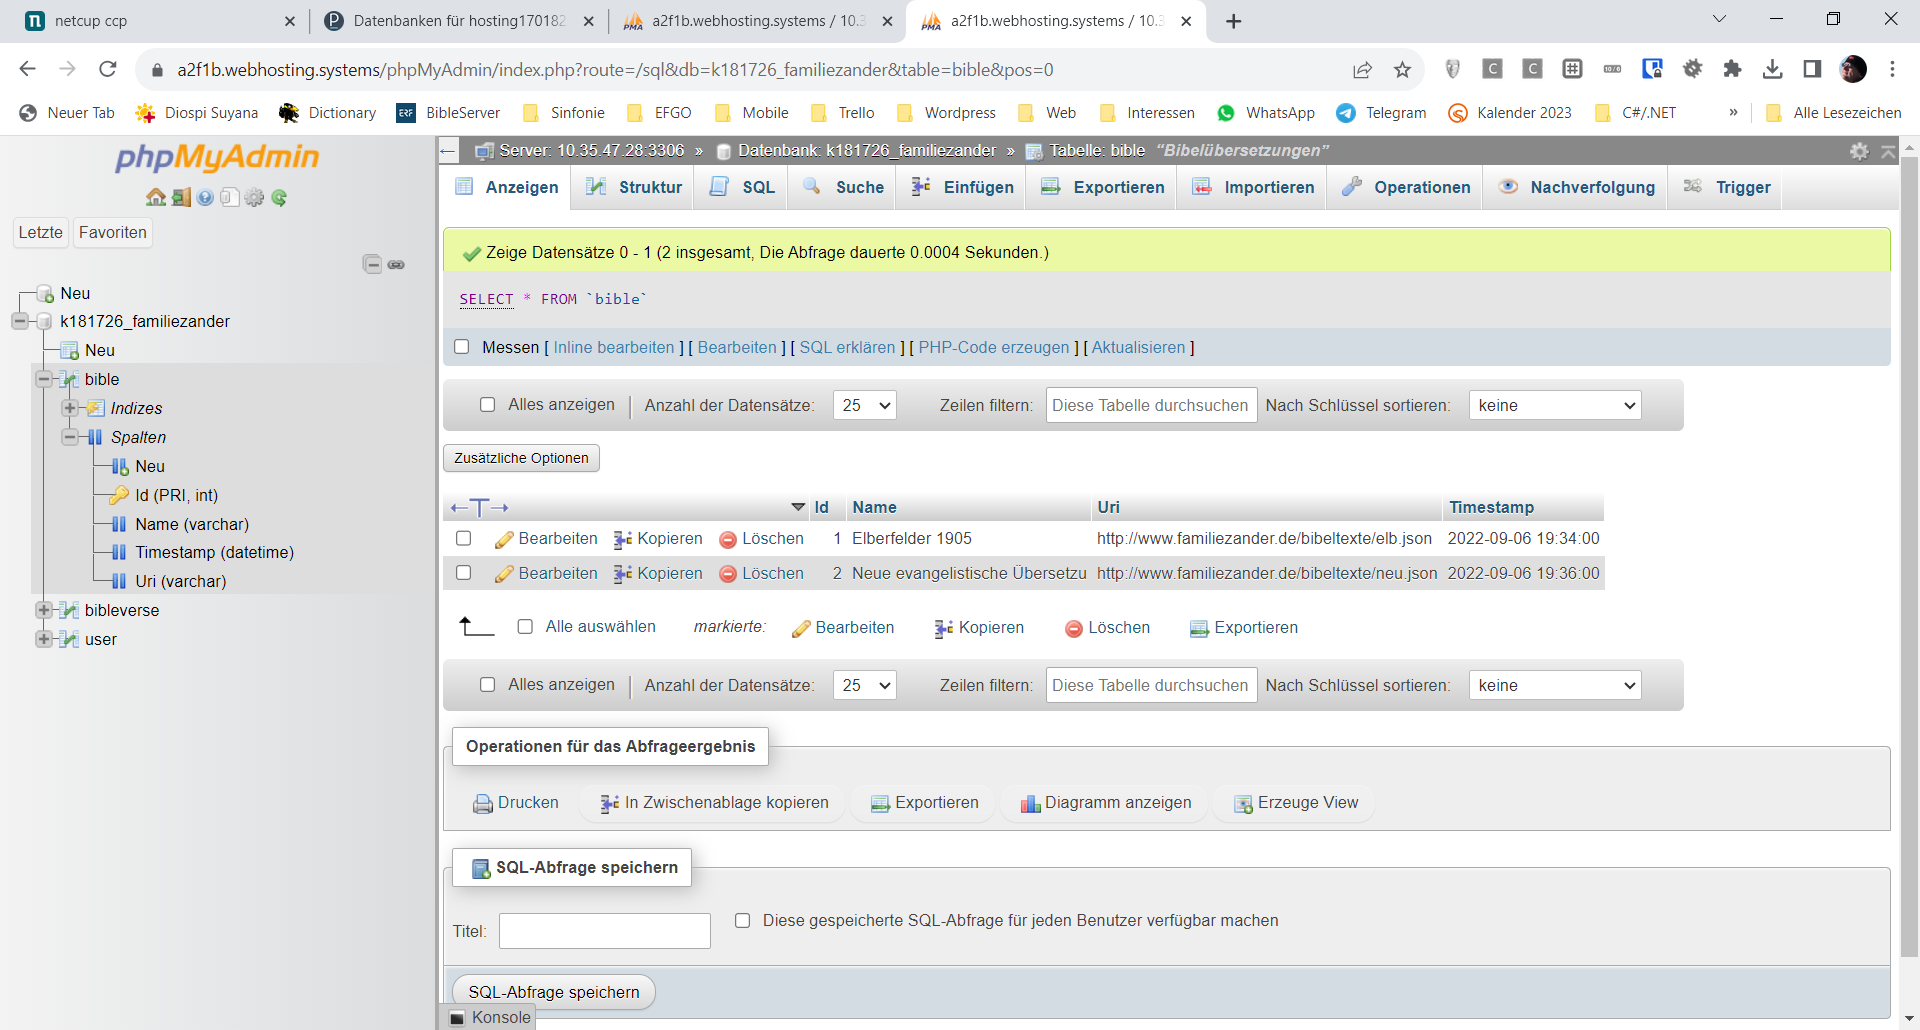 netcup ccp
Datenbanken für hosting170182
a2f1b.webhosting.systems / 10.3
a2f1b.webhosting.systems / 10.3
a2f1b.webhosting.systems/phpMyAdmin/index.php?route=/sql&db=k181726_familiezander&table=bible&pos=0
Neuer Tab Diospi Suyana Dictionary ERF BibleServer Sinfonie EFGO Mobile Trello Wordpress Web Interessen WhatsApp Telegram Kalender 2023 C#/.NET » Alle Lesezeichen
phpMyAdmin
Letzte Favoriten
Neu
k181726_familiezander
Neu
bible
Indizes
Spalten
Neu
Id (PRI, int)
Name (varchar)
Timestamp (datetime)
Uri (varchar)
bibleverse
user
Server: 10.35.47.28:3306 » Datenbank: k181726_familiezander » Tabelle: bible "Bibelübersetzungen"
Anzeigen Struktur SQL Suche Einfügen Exportieren Importieren Operationen Nachverfolgung Trigger
Zeige Datensätze 0 - 1 (2 insgesamt, Die Abfrage dauerte 0.0004 Sekunden.)
SELECT * FROM `bible`
Messen [ Inline bearbeiten ] [ Bearbeiten ] [ SQL erklären ] [ PHP-Code erzeugen ] [ Aktualisieren ]
Alles anzeigen Anzahl der Datensätze: 25 Zeilen filtern: Diese Tabelle durchsuchen Nach Schlüssel sortieren: keine
Zusätzliche Optionen
←T→ Id Name Uri Timestamp
Bearbeiten Kopieren Löschen 1 Elberfelder 1905 http://www.familiezander.de/bibeltexte/elb.json 2022-09-06 19:34:00
Bearbeiten Kopieren Löschen 2 Neue evangelistische Übersetzu http://www.familiezander.de/bibeltexte/neu.json 2022-09-06 19:36:00
Alle auswählen markierte: Bearbeiten Kopieren Löschen Exportieren
Alles anzeigen Anzahl der Datensätze: 25 Zeilen filtern: Diese Tabelle durchsuchen Nach Schlüssel sortieren: keine
Operationen für das Abfrageergebnis
Drucken In Zwischenablage kopieren Exportieren Diagramm anzeigen Erzeuge View
SQL-Abfrage speichern
Titel: Diese gespeicherte SQL-Abfrage für jeden Benutzer verfügbar machen
SQL-Abfrage speichern
Konsole